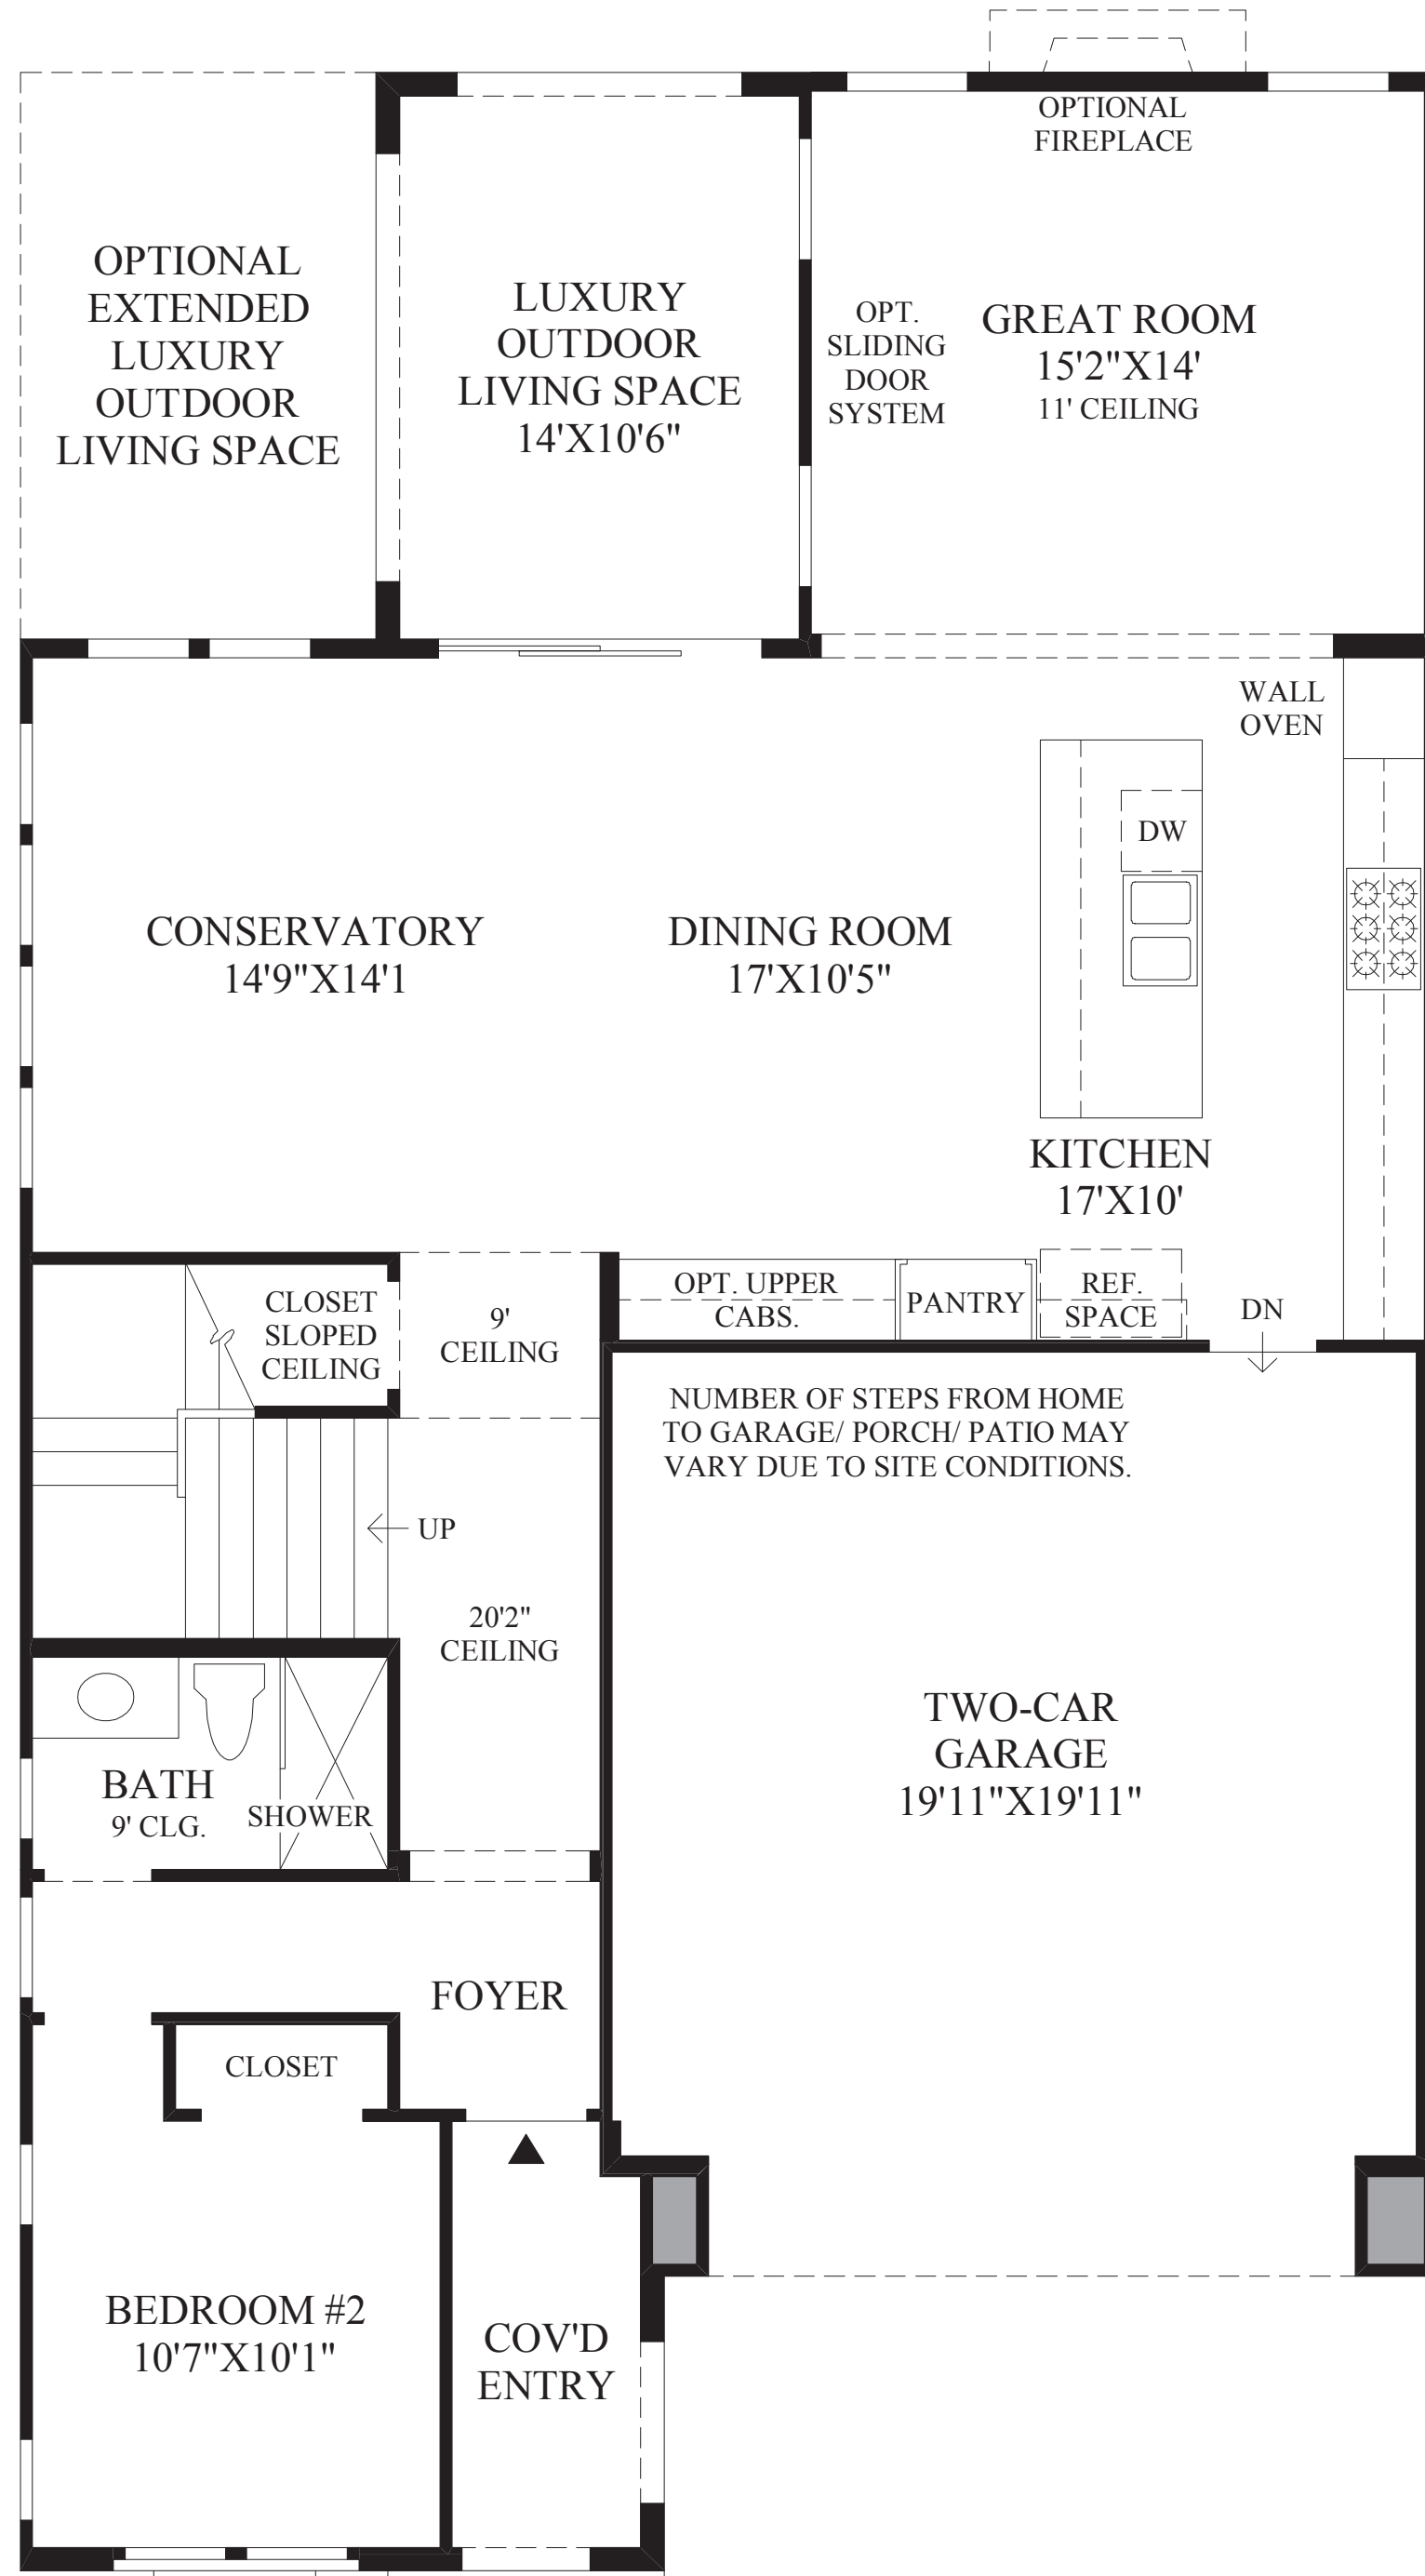 OPTIONAL
FIREPLACE
OPTIONAL
EXTENDED
LUXURY
OUTDOOR
LIVING SPACE
LUXURY
OUTDOOR
LIVING SPACE
14'X10'6"
OPT.
SLIDING
DOOR
SYSTEM
GREAT ROOM
15'2"X14'
11' CEILING
WALL
OVEN
DW
CONSERVATORY
14'9"X14'1
DINING ROOM
17'X10'5"
KITCHEN
17'X10'
CLOSET
SLOPED
CEILING
9'
CEILING
OPT. UPPER
CABS.
PANTRY
REF.
SPACE
DN
NUMBER OF STEPS FROM HOME
TO GARAGE/ PORCH/ PATIO MAY
VARY DUE TO SITE CONDITIONS.
UP
20'2"
CEILING
TWO-CAR
GARAGE
19'11"X19'11"
BATH
9' CLG.
SHOWER
FOYER
CLOSET
BEDROOM #2
10'7"X10'1"
COV'D
ENTRY